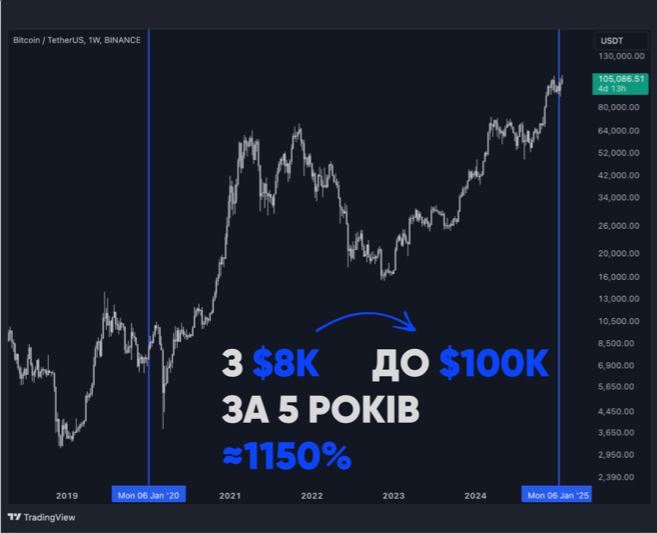 Bitcoin / TetherUS, 1W, BINANCE
USDT
130,000.00
105,086.51
4d 13h
80,000.00
64,000.00
52,000.00
42,000.00
34,000.00
26,000.00
20,000.00
16,000.00
13,000.00
10,500.00
8,500.00
6,900.00
5,650.00
4,450.00
3,650.00
2,950.00
2,390.00
З $8K ДО $100K
ЗА 5 РОКІВ
≈1150%
2019 Mon 06 Jan '20 2021 2022 2023 2024 Mon 06 Jan '25
TradingView